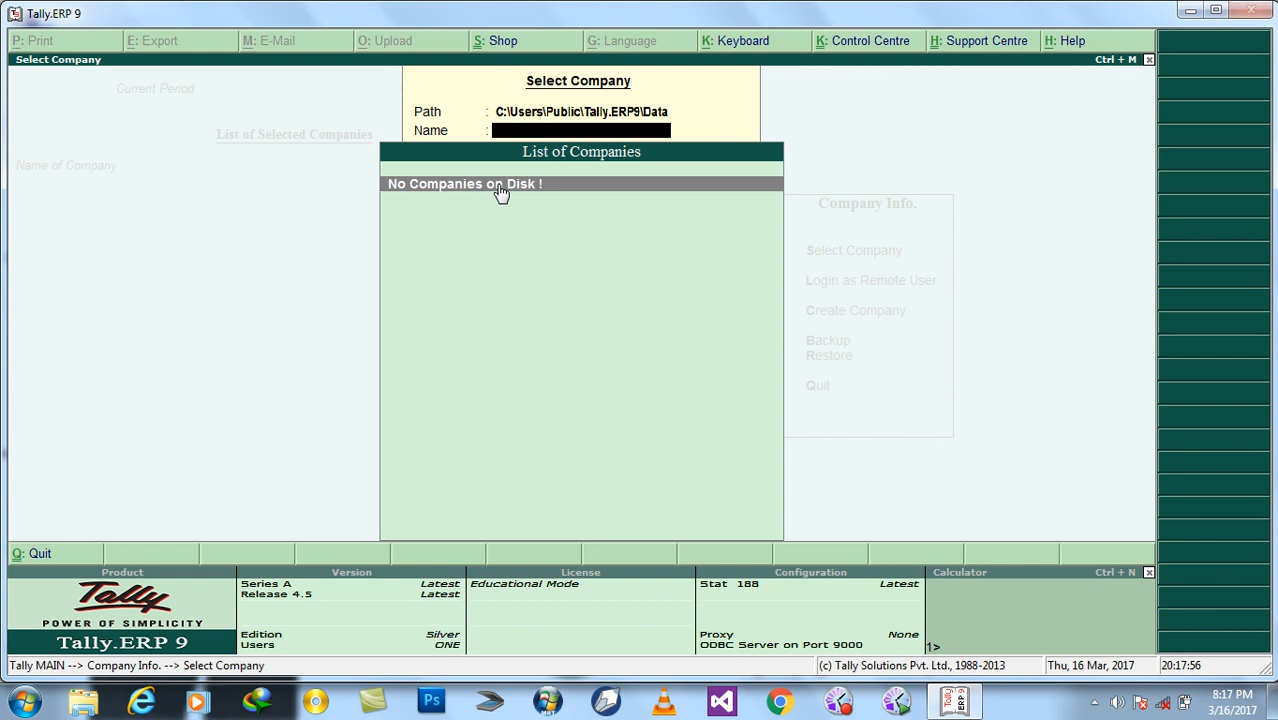 Tally.ERP 9
P: Print E: Export M: E-Mail O: Upload S: Shop G: Language K: Keyboard K: Control Centre H: Support Centre H: Help
Select Company Ctrl + M
Current Period
List of Selected Companies
Name of Company
Select Company
Path : C:\Users\Public\Tally.ERP9\Data
Name :
List of Companies
No Companies on Disk !
Company Info.
Select Company
Login as Remote User
Create Company
Backup
Restore
Quit
Q: Quit
Product Version License Configuration Calculator Ctrl + N
Tally
POWER OF SIMPLICITY
Tally.ERP 9
Series A Latest
Release 4.5 Latest
Edition Silver
Users ONE
Educational Mode
Stat 188 Latest
Proxy None
ODBC Server on Port 9000
1>
Tally MAIN --> Company Info. --> Select Company (c) Tally Solutions Pvt. Ltd., 1988-2013 Thu, 16 Mar, 2017 20:17:56
Ps
8:17 PM
3/16/2017